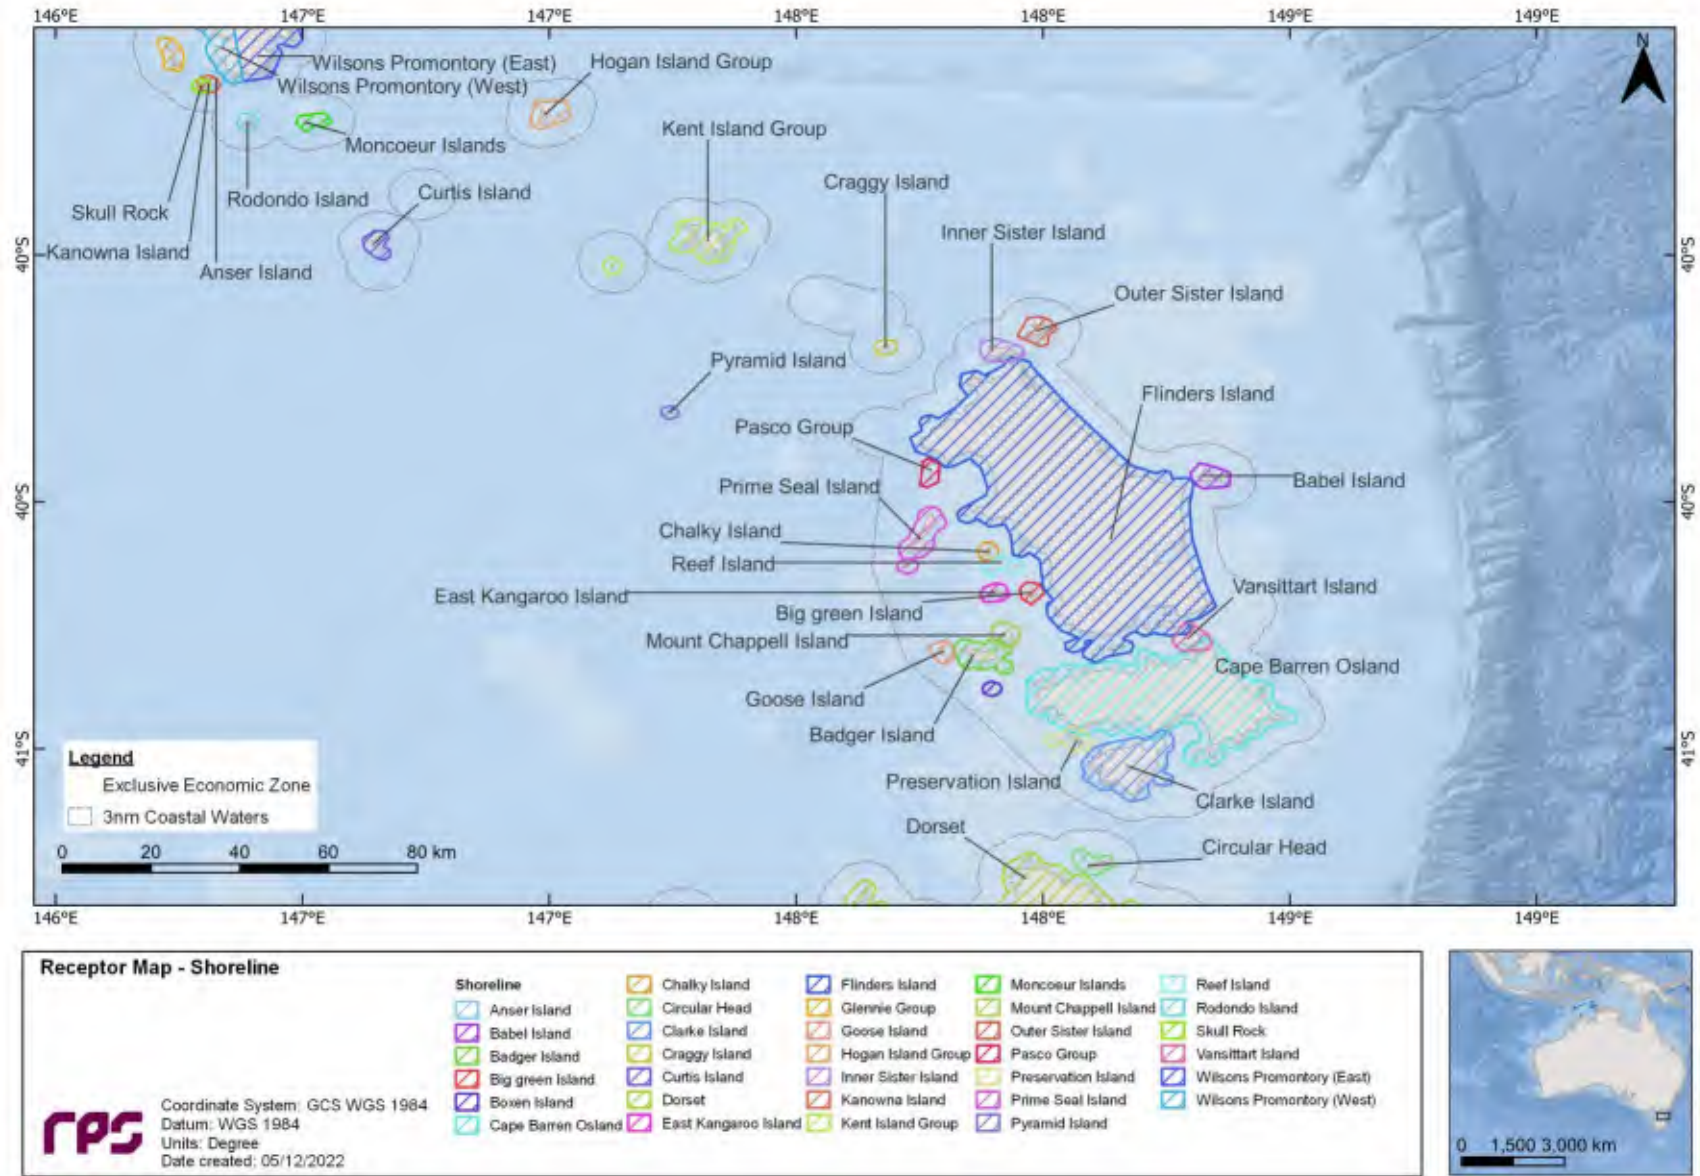 146°E 147°E 147°E 148°E 148°E 149°E 149°E
N
Wilsons Promontory (East)
Hogan Island Group
Wilsons Promontory (West)
Kent Island Group
Moncoeur Islands
Craggy Island
Rodondo Island
Curtis Island
Skull Rock
Inner Sister Island
Kanowna Island
40°S
40°S
Anser Island
Outer Sister Island
Pyramid Island
Flinders Island
Pasco Group
Babel Island
Prime Seal Island
40°S
40°S
Chalky Island
Reef Island
Vansittart Island
East Kangaroo Island
Big green Island
Mount Chappell Island
Cape Barren Osland
Goose Island
Badger Island
41°S
41°S
Preservation Island
Clarke Island
Dorset
Circular Head
Legend
Exclusive Economic Zone
3nm Coastal Waters
0 20 40 60 80 km
146°E 147°E 147°E 148°E 148°E 149°E 149°E
Receptor Map - Shoreline
Shoreline
Anser Island
Babel Island
Badger Island
Big green Island
Boxen Island
Cape Barren Osland
Chalky Island
Circular Head
Clarke Island
Craggy Island
Curtis Island
Dorset
East Kangaroo Island
Flinders Island
Glennie Group
Goose Island
Hogan Island Group
Inner Sister Island
Kanowna Island
Kent Island Group
Moncoeur Islands
Mount Chappell Island
Outer Sister Island
Pasco Group
Preservation Island
Prime Seal Island
Pyramid Island
Reef Island
Rodondo Island
Skull Rock
Vansittart Island
Wilsons Promontory (East)
Wilsons Promontory (West)
rps
Coordinate System: GCS WGS 1984
Datum: WGS 1984
Units: Degree
Date created: 05/12/2022
0 1,500 3,000 km